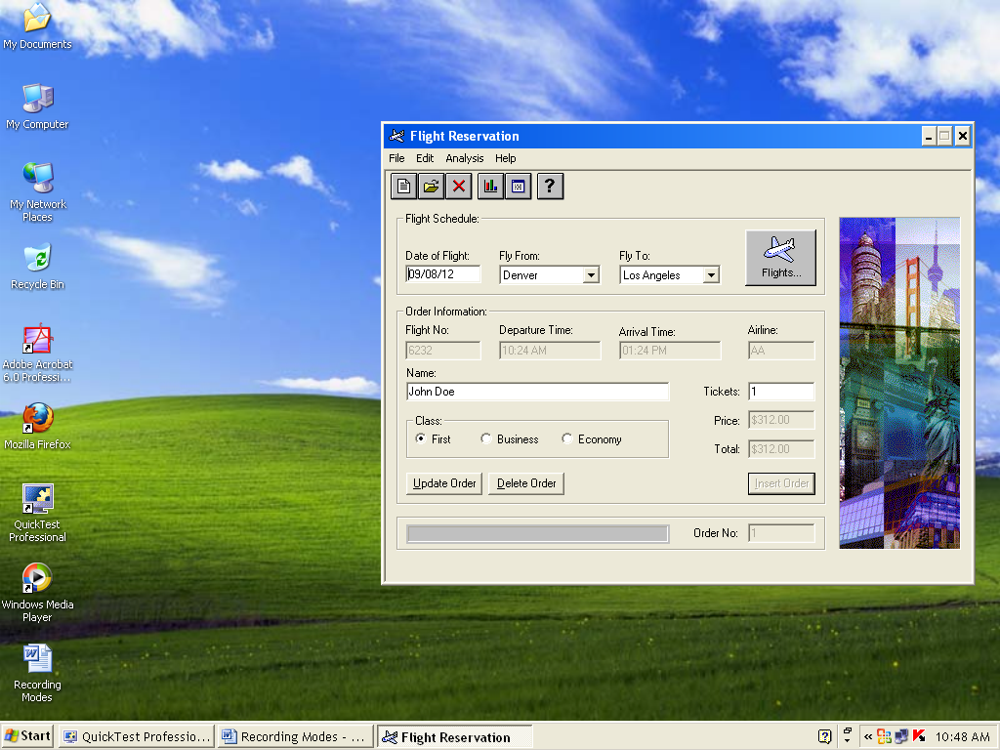 My Documents
My Computer
My Network
Places
Recycle Bin
Adobe Acrobat
6.0 Professi...
Mozilla Firefox
QuickTest
Professional
Windows Media
Player
Recording
Modes
Flight Reservation
File Edit Analysis Help
?
Flight Schedule:
Date of Flight: Fly From: Fly To:
09/08/12 Denver Los Angeles
Flights...
Order Information:
Flight No: Departure Time: Arrival Time: Airline:
6232 10:24 AM 01:24 PM AA
Name:
John Doe
Tickets: 1
Class:
First Business Economy
Price: $312.00
Total: $312.00
Update Order Delete Order Insert Order
Order No: 1
Start QuickTest Professio... Recording Modes - ... Flight Reservation ? « 10:48 AM